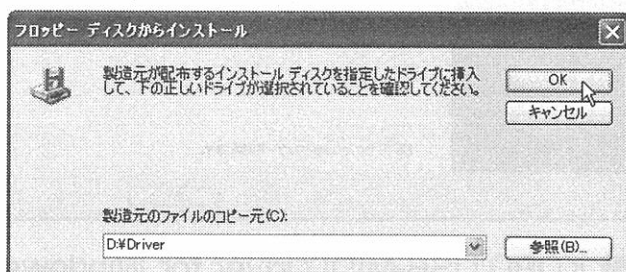 フロッピー ディスクからインストール
製造元が配布するインストール ディスクを指定したドライブに挿入
して、下の正しいドライブが選択されていることを確認してください。
OK
キャンセル
製造元のファイルのコピー元(C):
D:¥Driver
参照(B)...